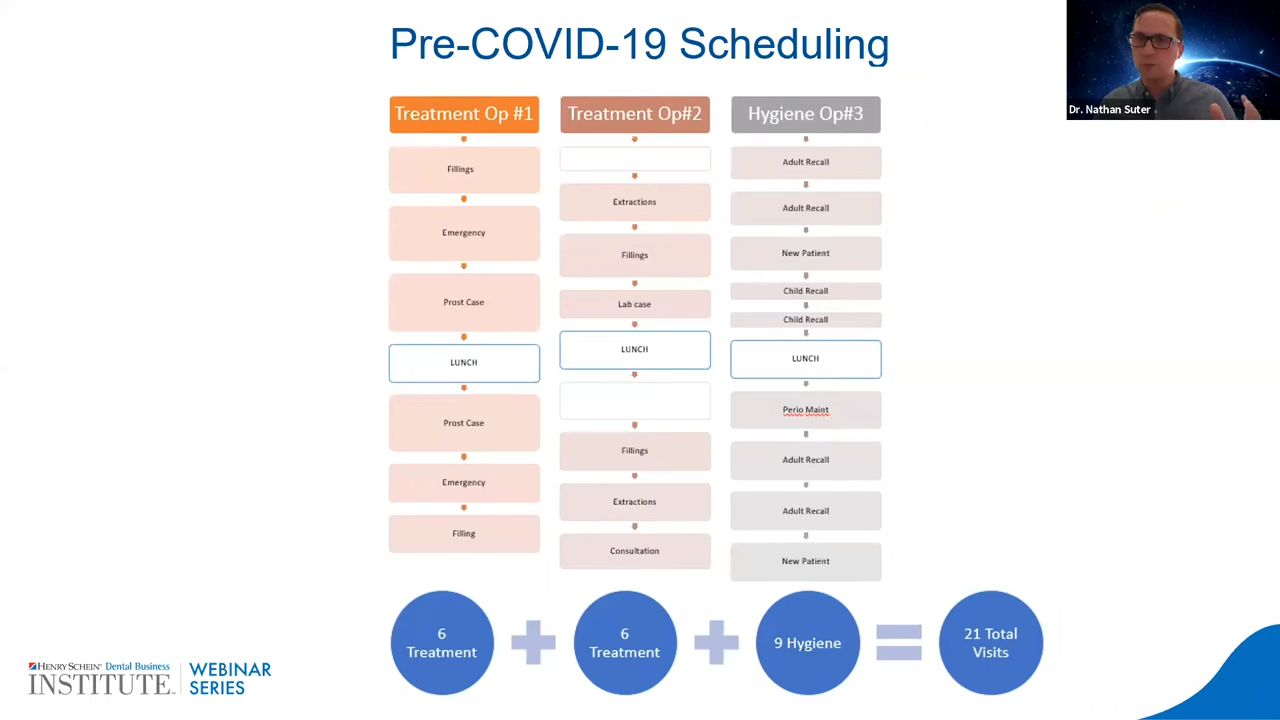 Pre-COVID-19 Scheduling
Dr. Nathan Suter
Treatment Op #1
Fillings
Emergency
Prost Case
LUNCH
Prost Case
Emergency
Filling
Treatment Op#2
Extractions
Fillings
Lab case
LUNCH
Fillings
Extractions
Consultation
Hygiene Op#3
Adult Recall
Adult Recall
New Patient
Child Recall
Child Recall
LUNCH
Perio Maint
Adult Recall
Adult Recall
New Patient
6
Treatment
6
Treatment
9 Hygiene
21 Total
Visits
HENRY SCHEIN® Dental Business
INSTITUTE™
WEBINAR
SERIES